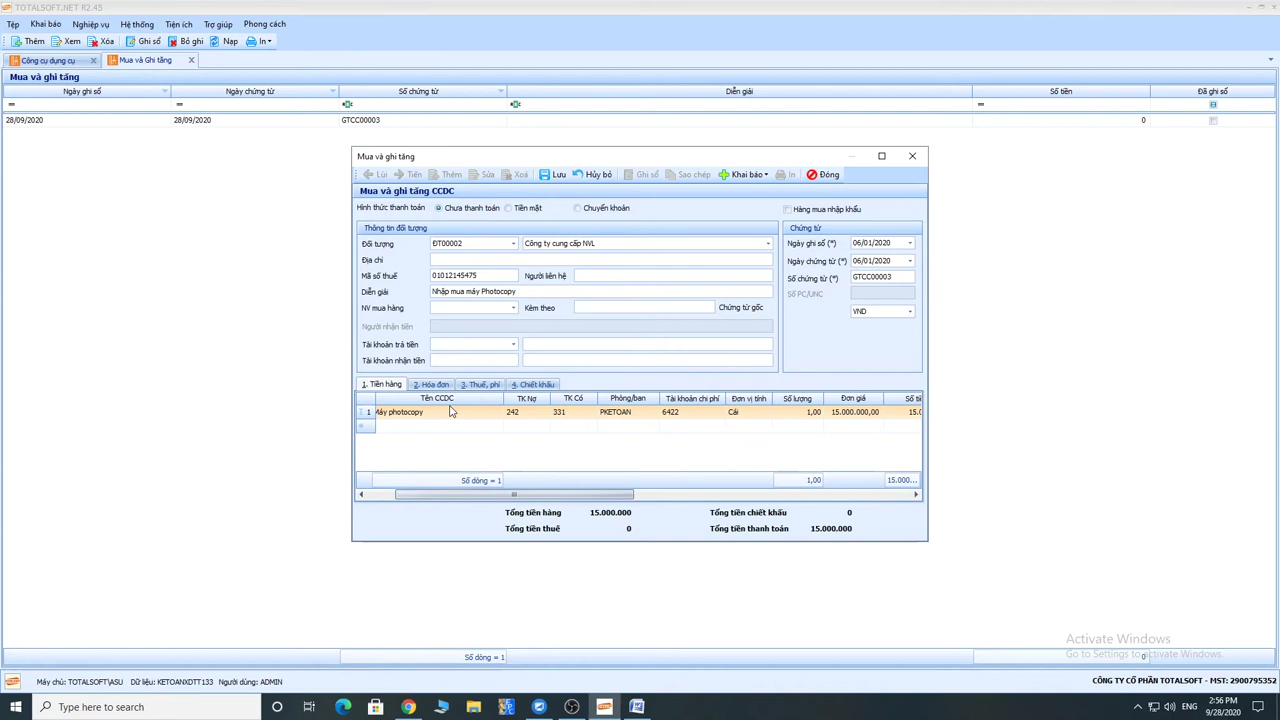 TOTALSOFT.NET R2.45
Tệp Khai báo Nghiệp vụ Hệ thống Tiện ích Trợ giúp Phong cách
Thêm Xem Xóa Ghi sổ Bỏ ghi Nạp In
Công cụ dụng cụ Mua và Ghi tăng
Mua và ghi tăng
Ngày ghi sổ Ngày chứng từ Số chứng từ Diễn giải Số tiền Đã ghi sổ
28/09/2020 28/09/2020 GTCC00003 0
Mua và ghi tăng
Lùi Tiến Thêm Sửa Xoá Lưu Hủy bỏ Ghi sổ Sao chép In Khai báo Đóng
Mua và ghi tăng CCDC
Hình thức thanh toán Chưa thanh toán Tiền mặt Chuyển khoản Hàng mua nhập khẩu
Thông tin đối tượng Chứng từ
Đối tượng ĐT00002 Công ty cung cấp NVL Ngày ghi sổ (*) 06/01/2020
Địa chỉ Ngày chứng từ (*) 06/01/2020
Mã số thuế 01012145475 Người liên hệ Số chứng từ (*) GTCC00003
Diễn giải Nhập mua máy Photocopy Số PC/UNC
NV mua hàng Kèm theo Chứng từ gốc VND
Người nhận tiền
Tài khoản trả tiền
Tài khoản nhận tiền
1. Tiền hàng 2. Hóa đơn 3. Thuế, phí 4. Chiết khấu
Tên CCDC TK Nợ TK Có Phòng/ban Tài khoản chi phí Đơn vị tính Số lượng Đơn giá Số tiề
1 Máy photocopy 242 331 PKETOAN 6422 Cái 1,00 15.000.000,00 15.0
Số dòng = 1 1,00 15.000...
Tổng tiền hàng 15.000.000 Tổng tiền chiết khấu 0
Tổng tiền thuế 0 Tổng tiền thanh toán 15.000.000
Activate Windows
Go to Settings to activate Windows.
Số dòng = 1 0
Máy chủ: TOTALSOFT\ASU Dữ liệu: KETOANXDTT133 Người dùng: ADMIN CÔNG TY CỔ PHẦN TOTALSOFT - MST: 2900795352
Type here to search ENG 2:56 PM
9/28/2020